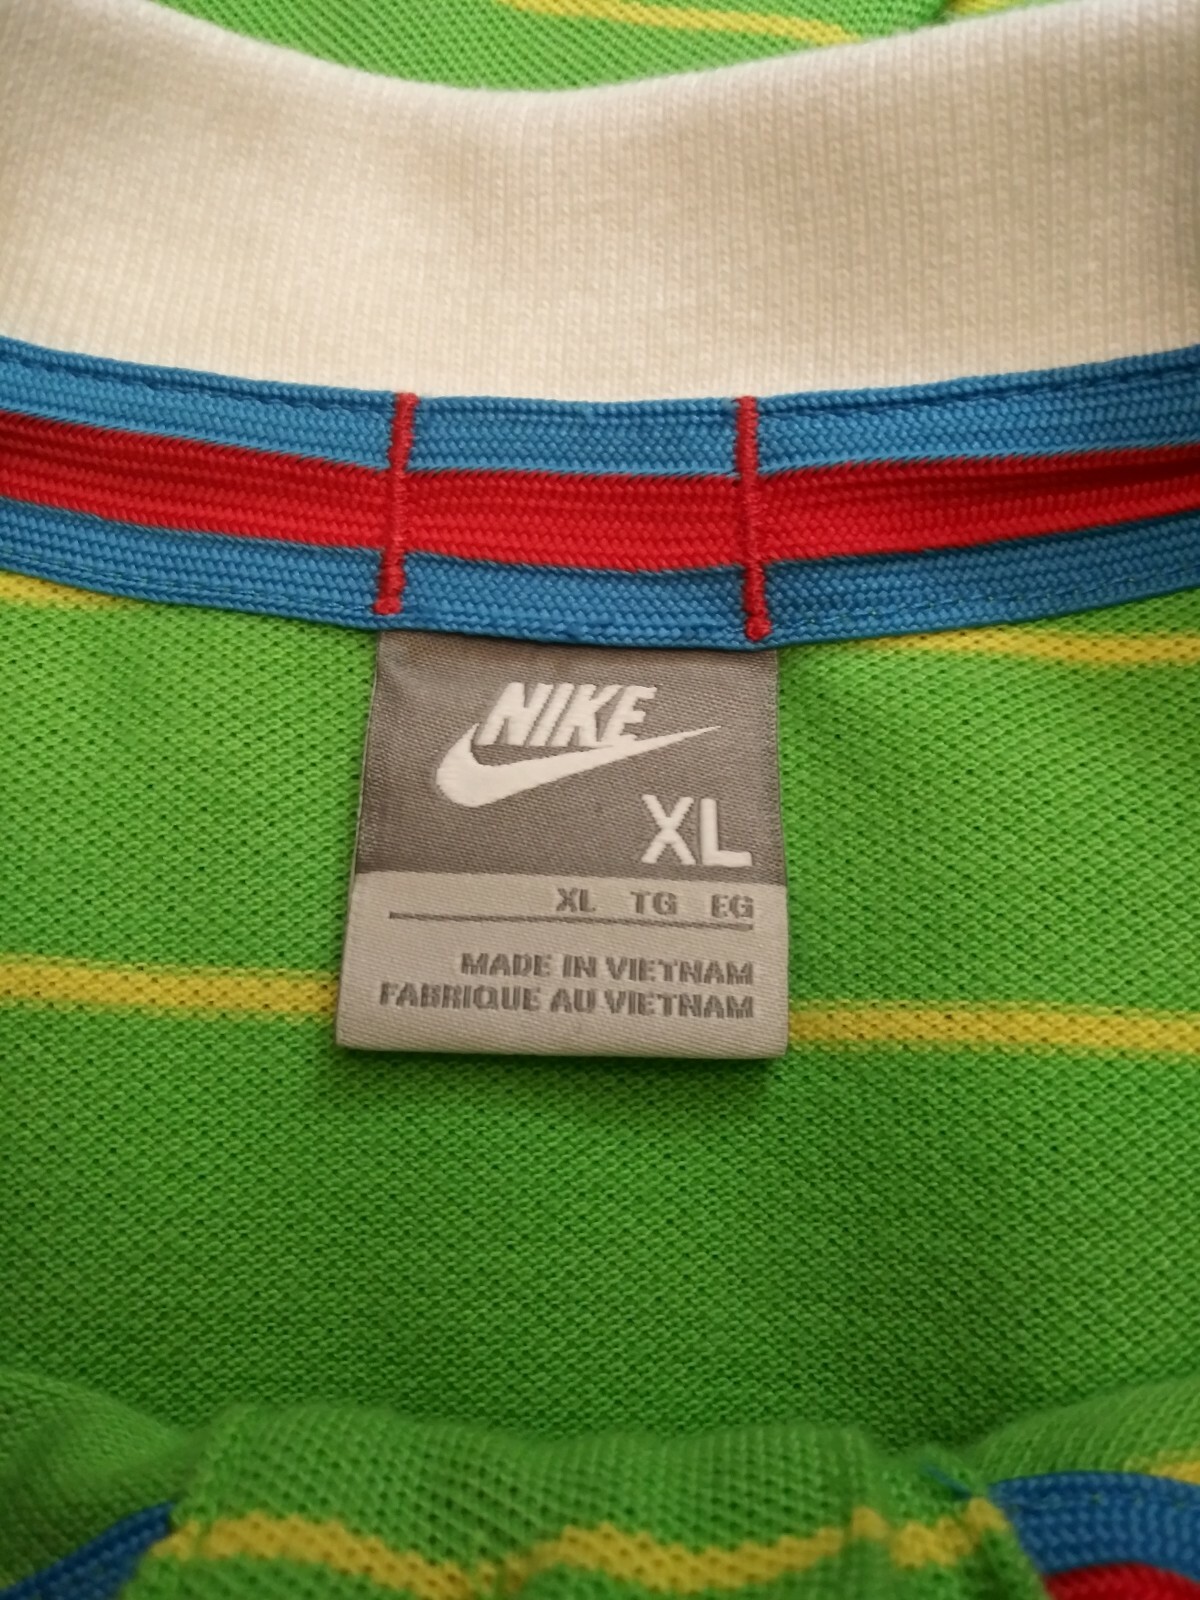 NIKE
XL
XL TG EG
MADE IN VIETNAM
FABRIQUE AU VIETNAM